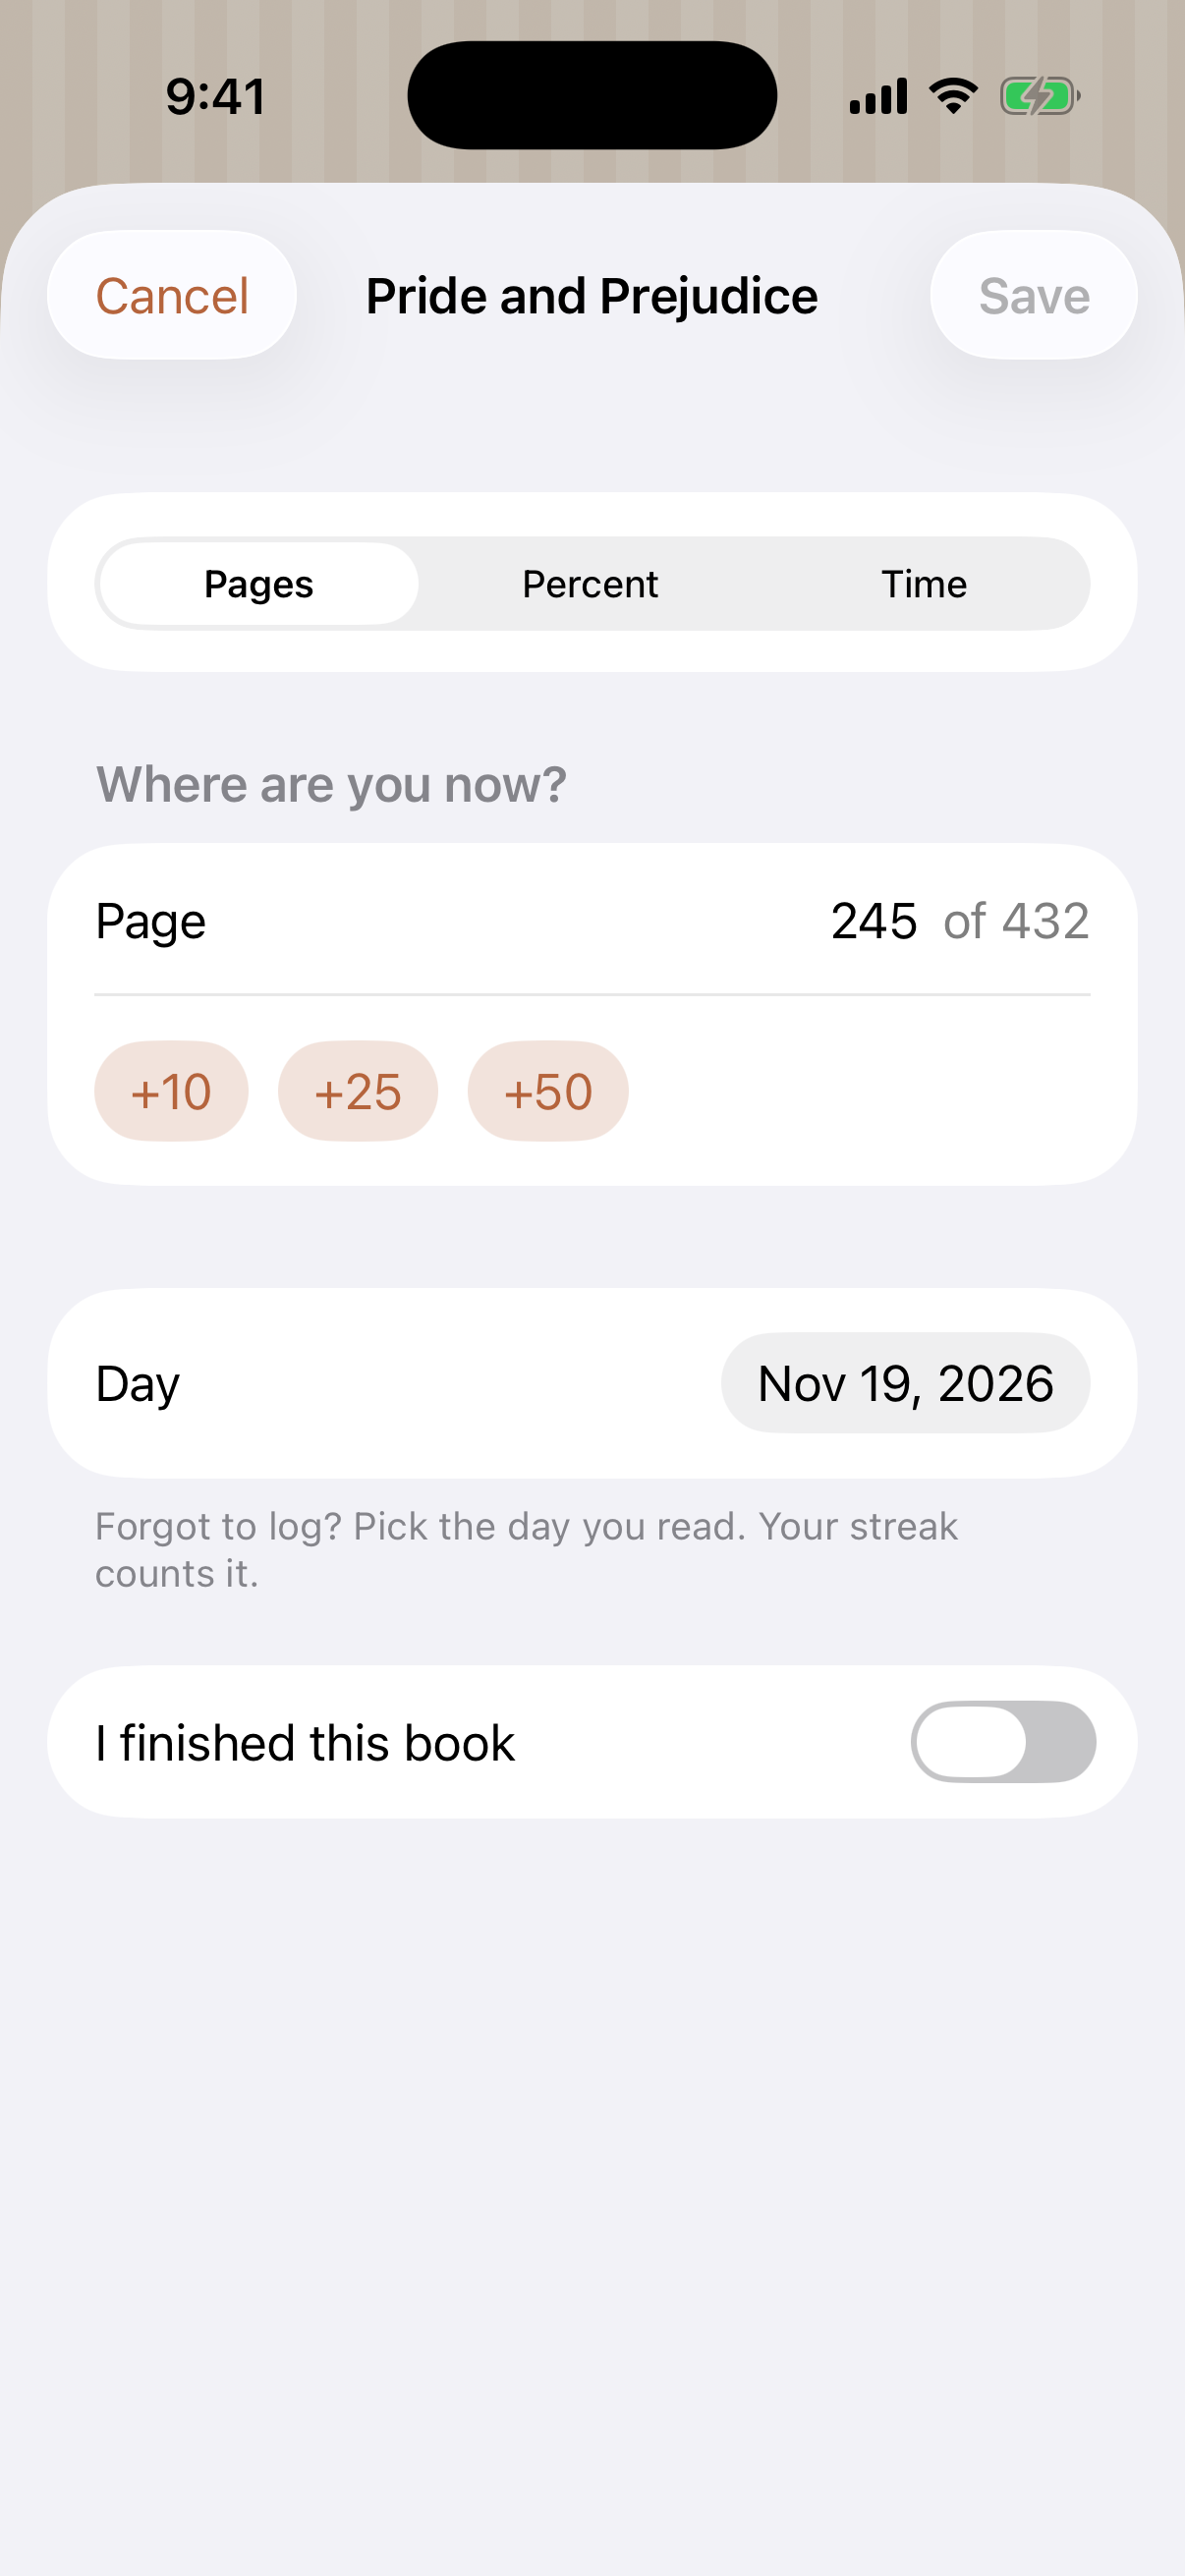 9:41
Cancel
Pride and Prejudice
Save
Pages
Percent
Time
Where are you now?
Page
245 of 432
+10
+25
+50
Day
Nov 19, 2026
Forgot to log? Pick the day you read. Your streak
counts it.
I finished this book